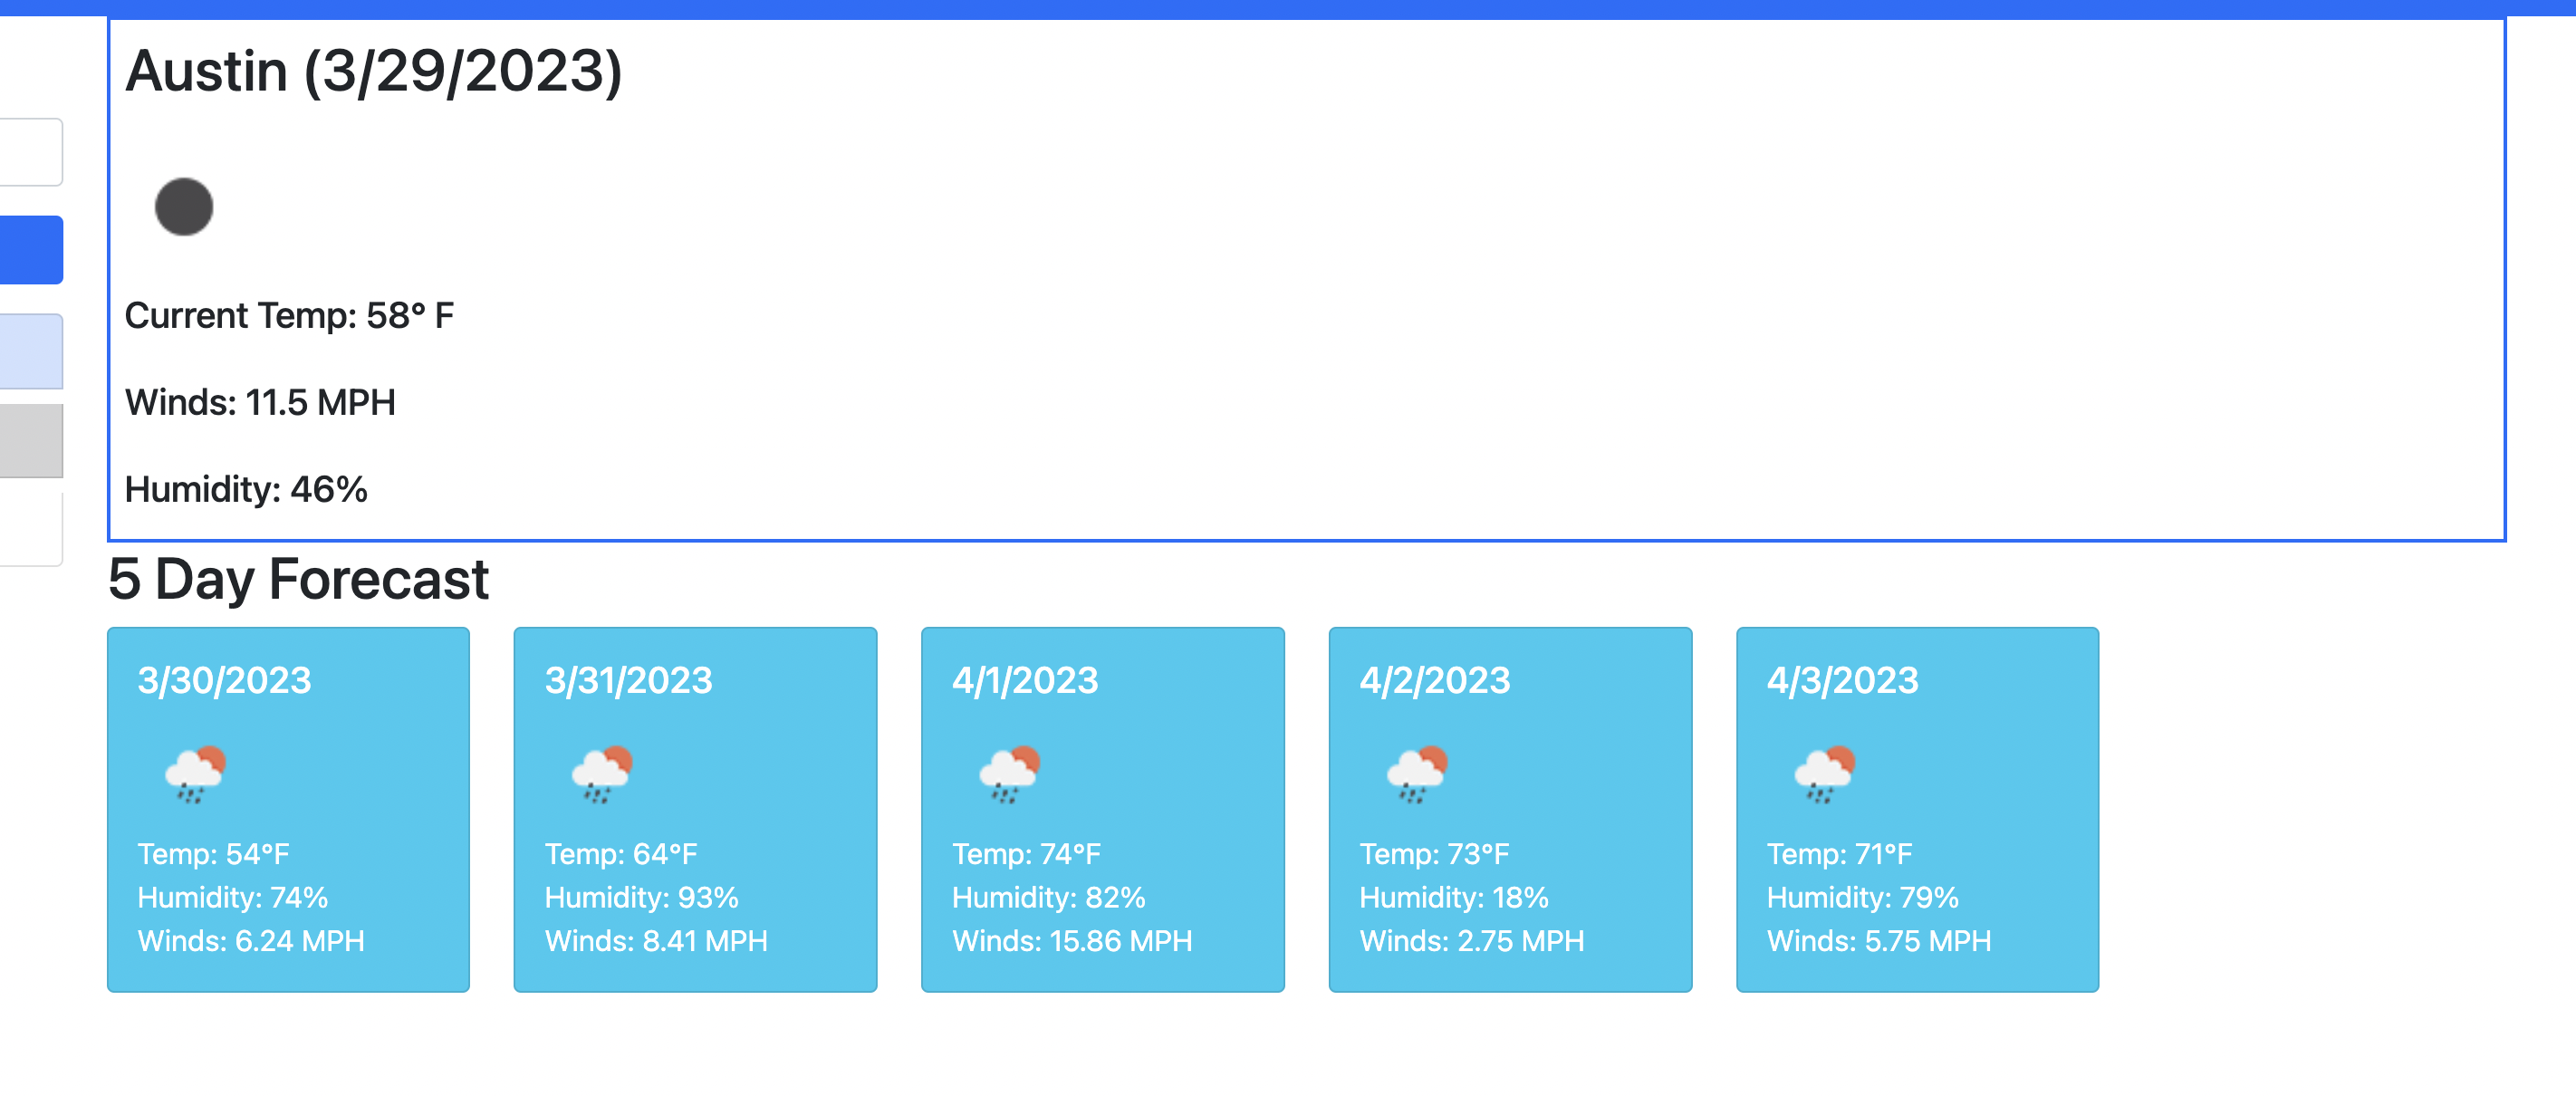 Austin (3/29/2023)
Current Temp: 58° F
Winds: 11.5 MPH
Humidity: 46%
5 Day Forecast
3/30/2023
Temp: 54°F
Humidity: 74%
Winds: 6.24 MPH
3/31/2023
Temp: 64°F
Humidity: 93%
Winds: 8.41 MPH
4/1/2023
Temp: 74°F
Humidity: 82%
Winds: 15.86 MPH
4/2/2023
Temp: 73°F
Humidity: 18%
Winds: 2.75 MPH
4/3/2023
Temp: 71°F
Humidity: 79%
Winds: 5.75 MPH